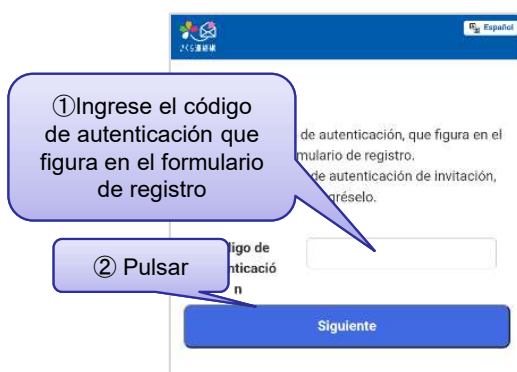 さくら連絡網
Español
①Ingrese el código
de autenticación que
figura en el formulario
de registro
de autenticación, que figura en el
mulario de registro.
de autenticación de invitación,
gréselo.
igo de
nticació
n
② Pulsar
Siguiente